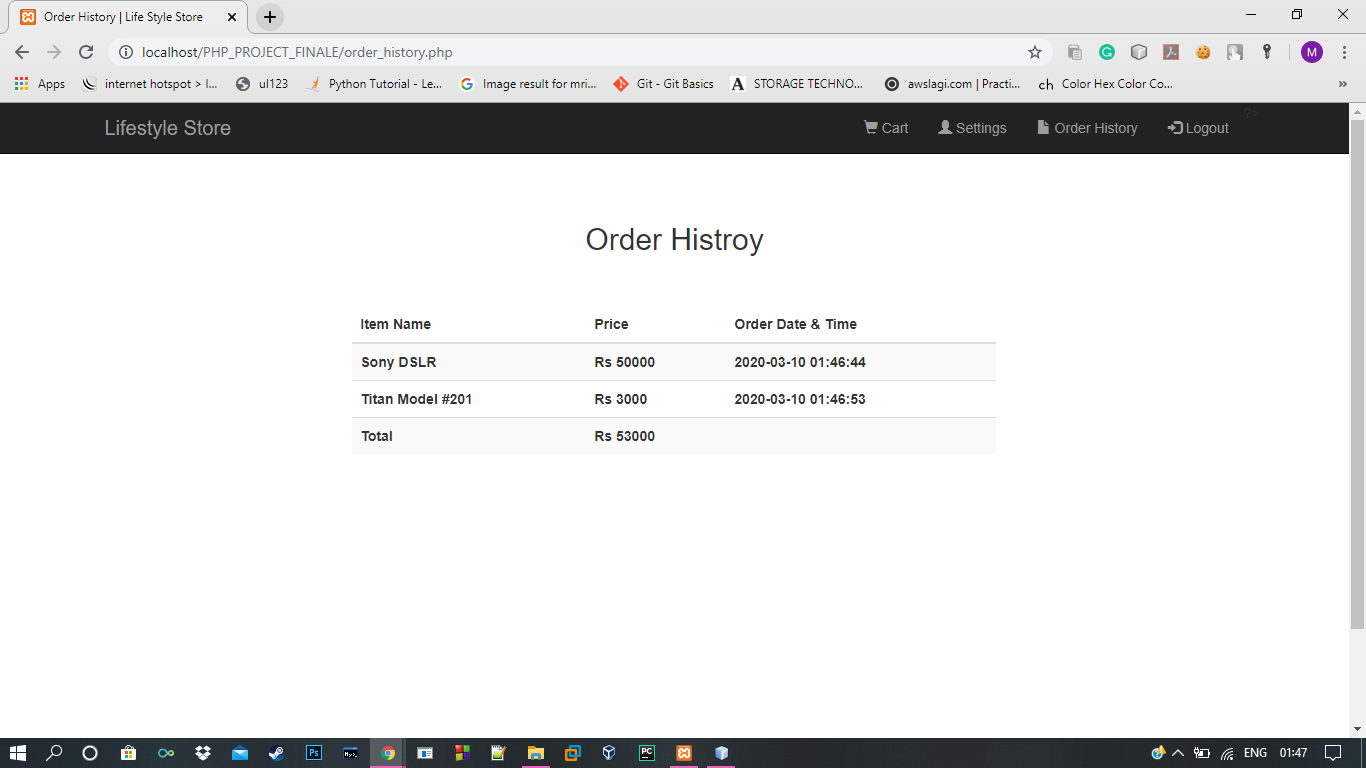 Order History | Life Style Store
localhost/PHP_PROJECT_FINALE/order_history.php
M
Apps internet hotspot > I... ul123 Python Tutorial - Le... Image result for mri... Git - Git Basics A STORAGE TECHNO... awslagi.com | Practi... ch Color Hex Color Co... »
Lifestyle Store Cart Settings Order History Logout ?>
Order Histroy
Item Name Price Order Date & Time
Sony DSLR Rs 50000 2020-03-10 01:46:44
Titan Model #201 Rs 3000 2020-03-10 01:46:53
Total Rs 53000
ENG 01:47